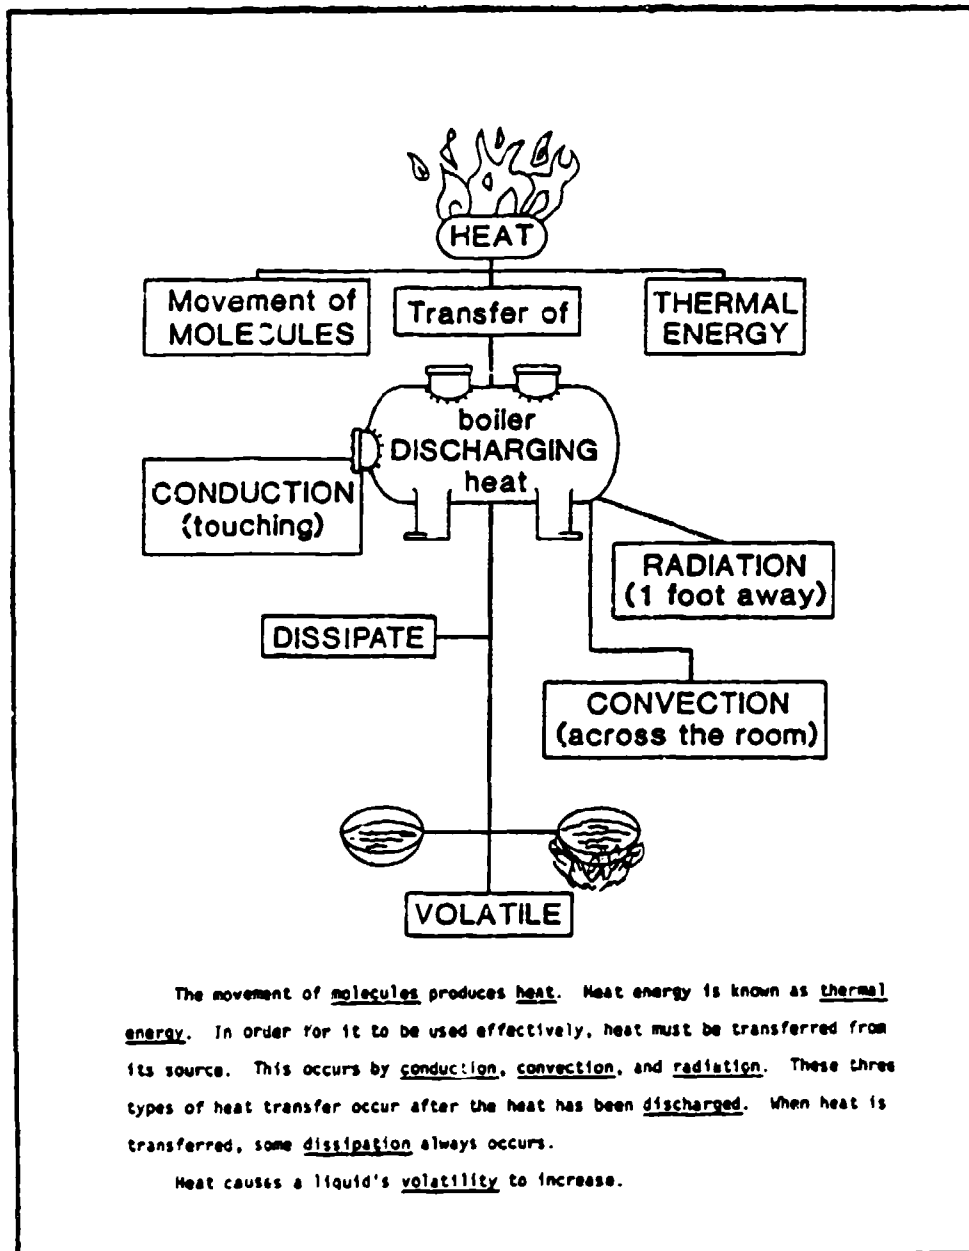 HEAT
Movement of
MOLECULES
Transfer of
THERMAL
ENERGY
boiler
DISCHARGING
heat
CONDUCTION
(touching)
RADIATION
(1 foot away)
DISSIPATE
CONVECTION
(across the room)
VOLATILE
The movement of molecules produces heat. Heat energy is known as thermal
energy. In order for it to be used effectively, heat must be transferred from
its source. This occurs by conduction, convection, and radiation. These three
types of heat transfer occur after the heat has been discharged. When heat is
transferred, some dissipation always occurs.
Heat causes a liquid's volatility to increase.